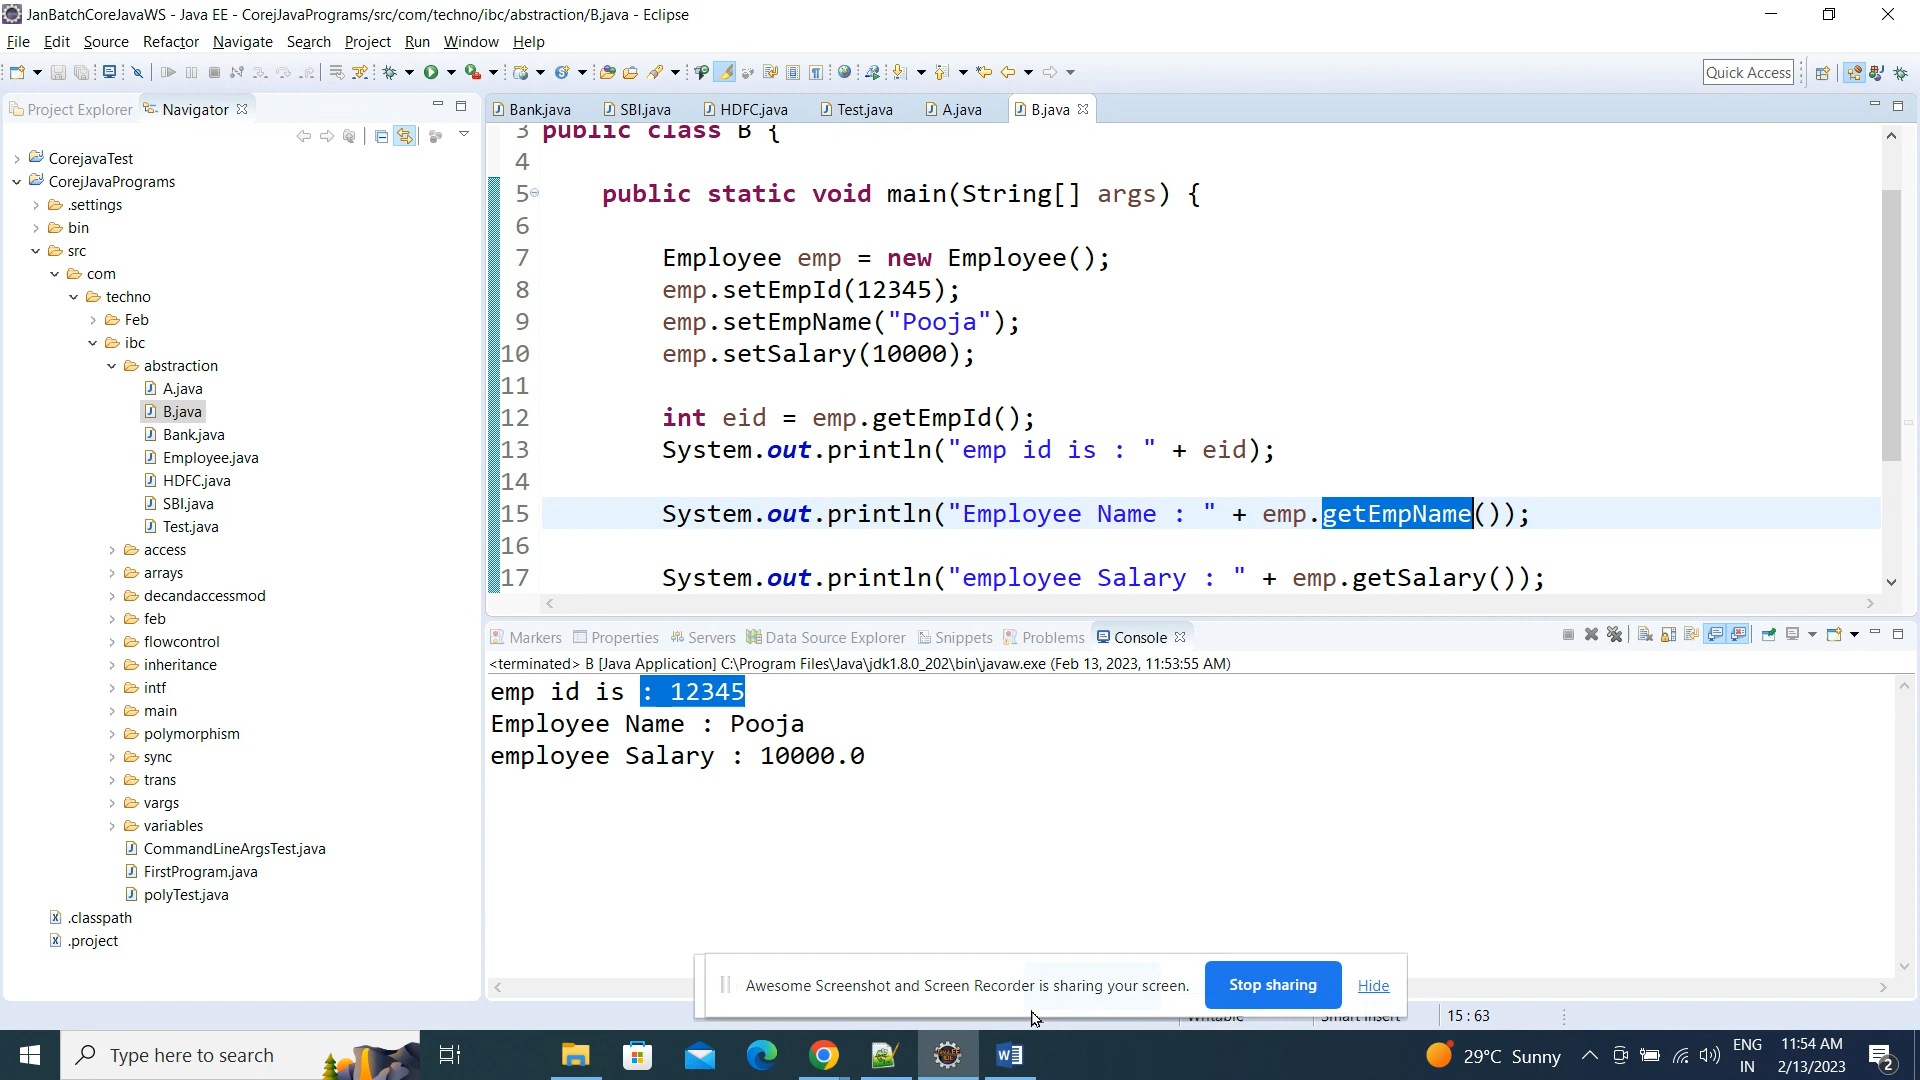 JanBatchCoreJavaWS - Java EE - CorejJavaPrograms/src/com/techno/ibc/abstraction/B.java - Eclipse
File Edit Source Refactor Navigate Search Project Run Window Help
Quick Access
Project Explorer Navigator
CorejavaTest
CorejJavaPrograms
.settings
bin
src
com
techno
Feb
ibc
abstraction
A.java
B.java
Bank.java
Employee.java
HDFC.java
SBI.java
Test.java
access
arrays
decandaccessmod
feb
flowcontrol
inheritance
intf
main
polymorphism
sync
trans
vargs
variables
CommandLineArgsTest.java
FirstProgram.java
polyTest.java
.classpath
.project
Bank.java SBI.java HDFC.java Test.java A.java B.java
3 public class B {
4
5 public static void main(String[] args) {
6
7 Employee emp = new Employee();
8 emp.setEmpId(12345);
9 emp.setEmpName("Pooja");
10 emp.setSalary(10000);
11
12 int eid = emp.getEmpId();
13 System.out.println("emp id is : " + eid);
14
15 System.out.println("Employee Name : " + emp.getEmpName());
16
17 System.out.println("employee Salary : " + emp.getSalary());
Markers Properties Servers Data Source Explorer Snippets Problems Console
<terminated> B [Java Application] C:\Program Files\Java\jdk1.8.0_202\bin\javaw.exe (Feb 13, 2023, 11:53:55 AM)
emp id is : 12345
Employee Name : Pooja
employee Salary : 10000.0
Awesome Screenshot and Screen Recorder is sharing your screen. Stop sharing Hide
Writable Smart Insert 15 : 63
Type here to search
29°C Sunny
ENG
IN
11:54 AM
2/13/2023
2